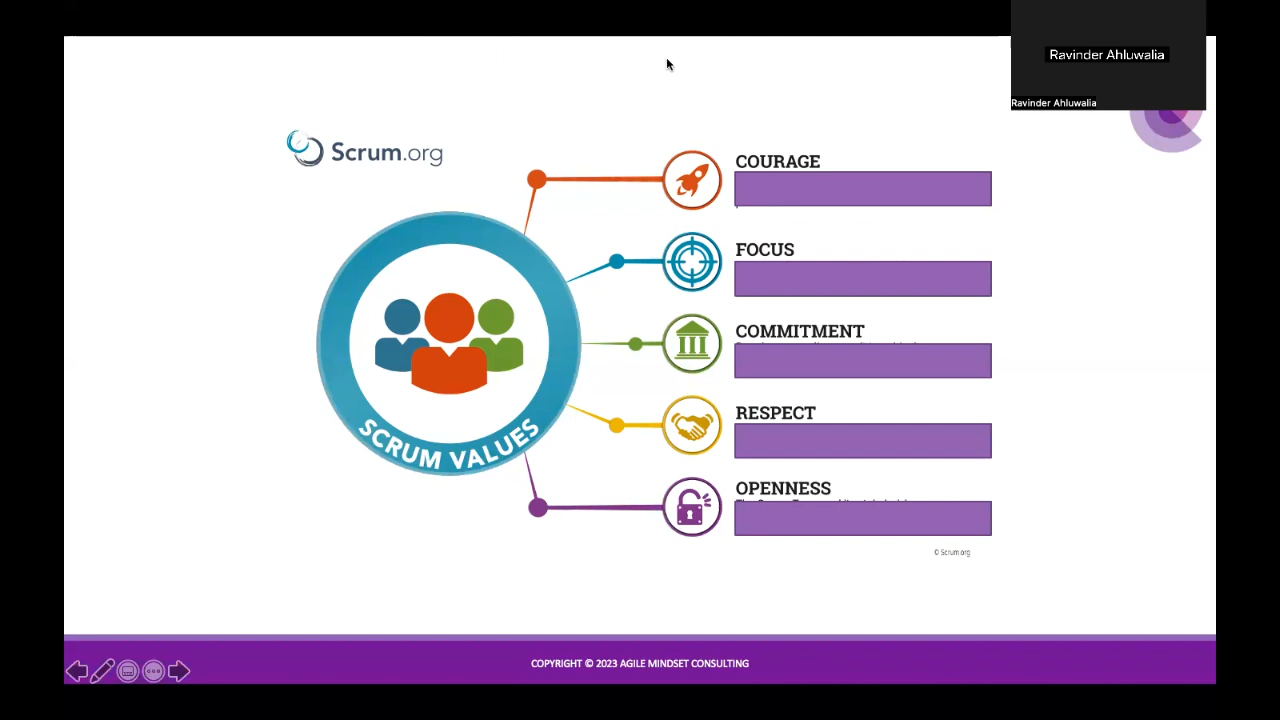 Ravinder Ahluwalia
Ravinder Ahluwalia
Scrum.org
COURAGE
FOCUS
COMMITMENT
RESPECT
OPENNESS
SCRUM VALUES
© Scrum.org
COPYRIGHT © 2023 AGILE MINDSET CONSULTING